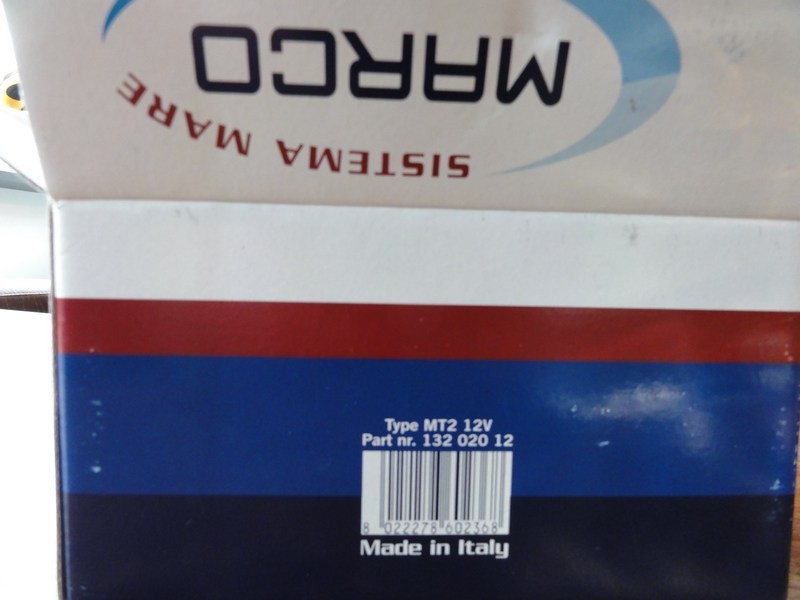 MARCO
SISTEMA MARE
Type MT2 12V
Part nr. 132 020 12
8 022278 602368
Made in Italy